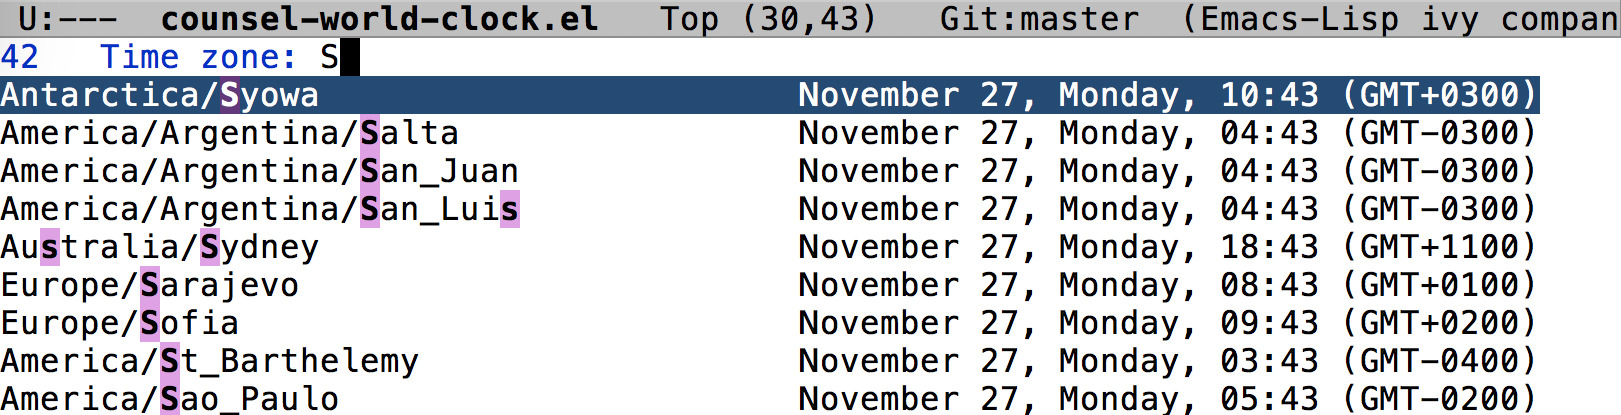 U:--- counsel-world-clock.el Top (30,43) Git:master (Emacs-Lisp ivy compan
42 Time zone: S
Antarctica/Syowa November 27, Monday, 10:43 (GMT+0300)
America/Argentina/Salta November 27, Monday, 04:43 (GMT-0300)
America/Argentina/San_Juan November 27, Monday, 04:43 (GMT-0300)
America/Argentina/San_Luis November 27, Monday, 04:43 (GMT-0300)
Australia/Sydney November 27, Monday, 18:43 (GMT+1100)
Europe/Sarajevo November 27, Monday, 08:43 (GMT+0100)
Europe/Sofia November 27, Monday, 09:43 (GMT+0200)
America/St_Barthelemy November 27, Monday, 03:43 (GMT-0400)
America/Sao_Paulo November 27, Monday, 05:43 (GMT-0200)